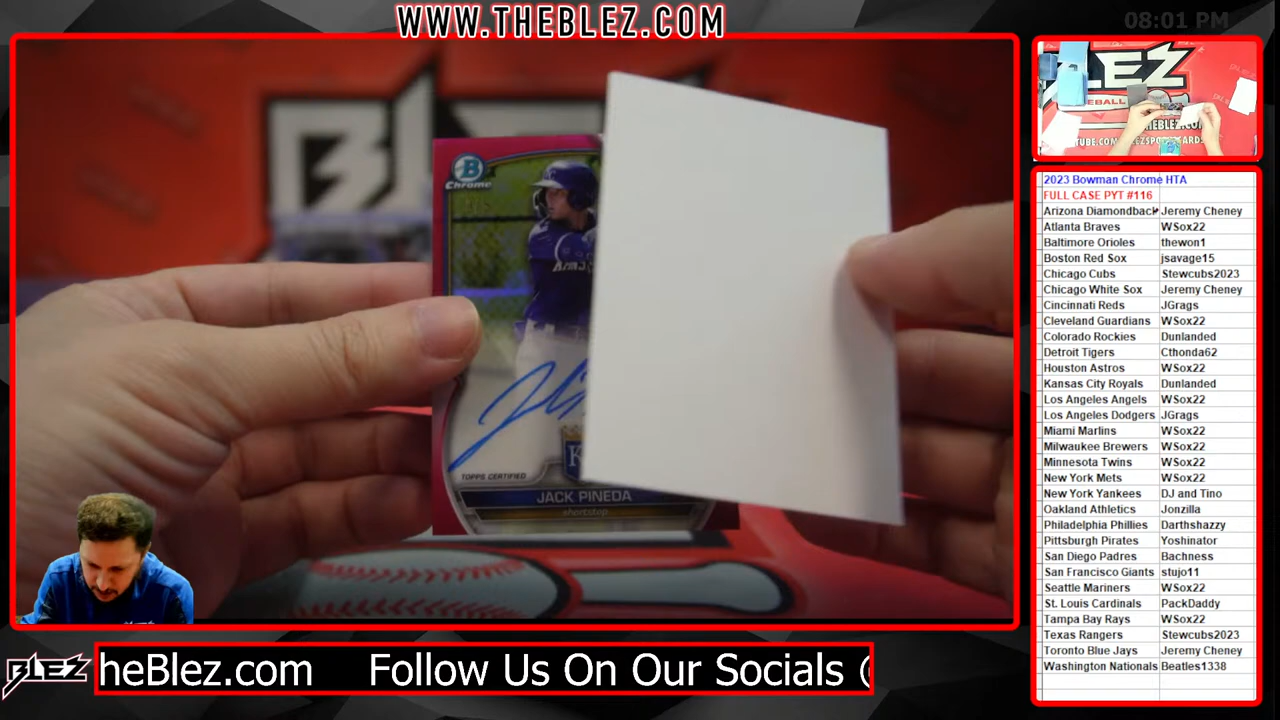 WWW.THEBLEZ.COM
08:01 PM
B
Chrome
TOPPS CERTIFIED
JACK PINEDA
shortstop
LEZ
2023 Bowman Chrome HTA
FULL CASE PYT #116
Arizona Diamondback Jeremy Cheney
Atlanta Braves WSox22
Baltimore Orioles thewon1
Boston Red Sox jsavage15
Chicago Cubs Stewcubs2023
Chicago White Sox Jeremy Cheney
Cincinnati Reds JGrags
Cleveland Guardians WSox22
Colorado Rockies Dunlanded
Detroit Tigers Cthonda62
Houston Astros WSox22
Kansas City Royals Dunlanded
Los Angeles Angels WSox22
Los Angeles Dodgers JGrags
Miami Marlins WSox22
Milwaukee Brewers WSox22
Minnesota Twins WSox22
New York Mets WSox22
New York Yankees DJ and Tino
Oakland Athletics Jonzilla
Philadelphia Phillies Darthshazzy
Pittsburgh Pirates Yoshinator
San Diego Padres Bachness
San Francisco Giants stujo11
Seattle Mariners WSox22
St. Louis Cardinals PackDaddy
Tampa Bay Rays WSox22
Texas Rangers Stewcubs2023
Toronto Blue Jays Jeremy Cheney
Washington Nationals Beatles1338
BLEZ
heBlez.com Follow Us On Our Socials @